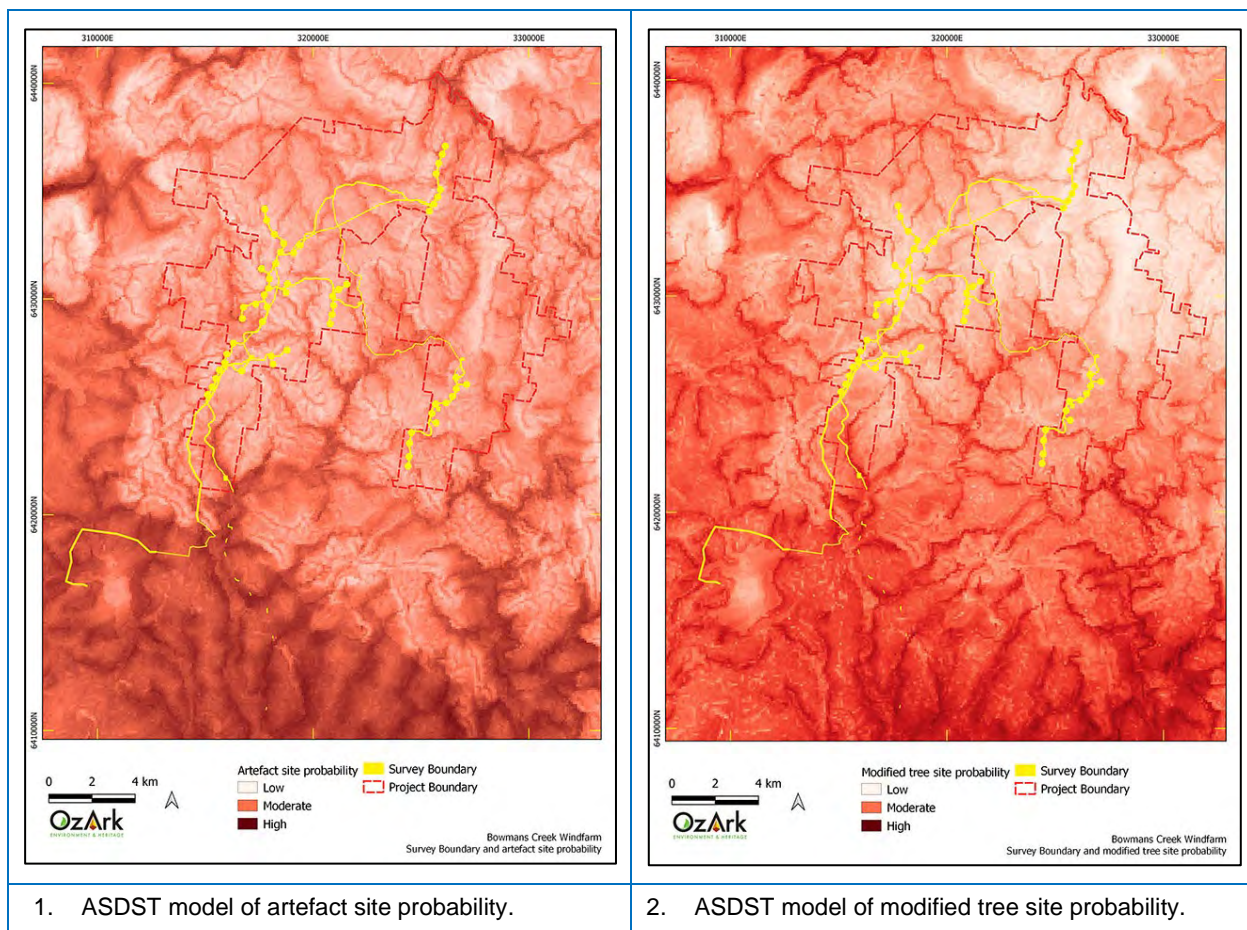 310000E 320000E 330000E
6440000N
6430000N
6420000N
6410000N
0 2 4 km
OzArk
ENVIRONMENT & HERITAGE
Artefact site probability
Low
Moderate
High
Survey Boundary
Project Boundary
Bowmans Creek Windfarm
Survey Boundary and artefact site probability
1. ASDST model of artefact site probability.
310000E 320000E 330000E
6440000N
6430000N
6420000N
6410000N
0 2 4 km
OzArk
ENVIRONMENT & HERITAGE
Modified tree site probability
Low
Moderate
High
Survey Boundary
Project Boundary
Bowmans Creek Windfarm
Survey Boundary and modified tree site probability
2. ASDST model of modified tree site probability.